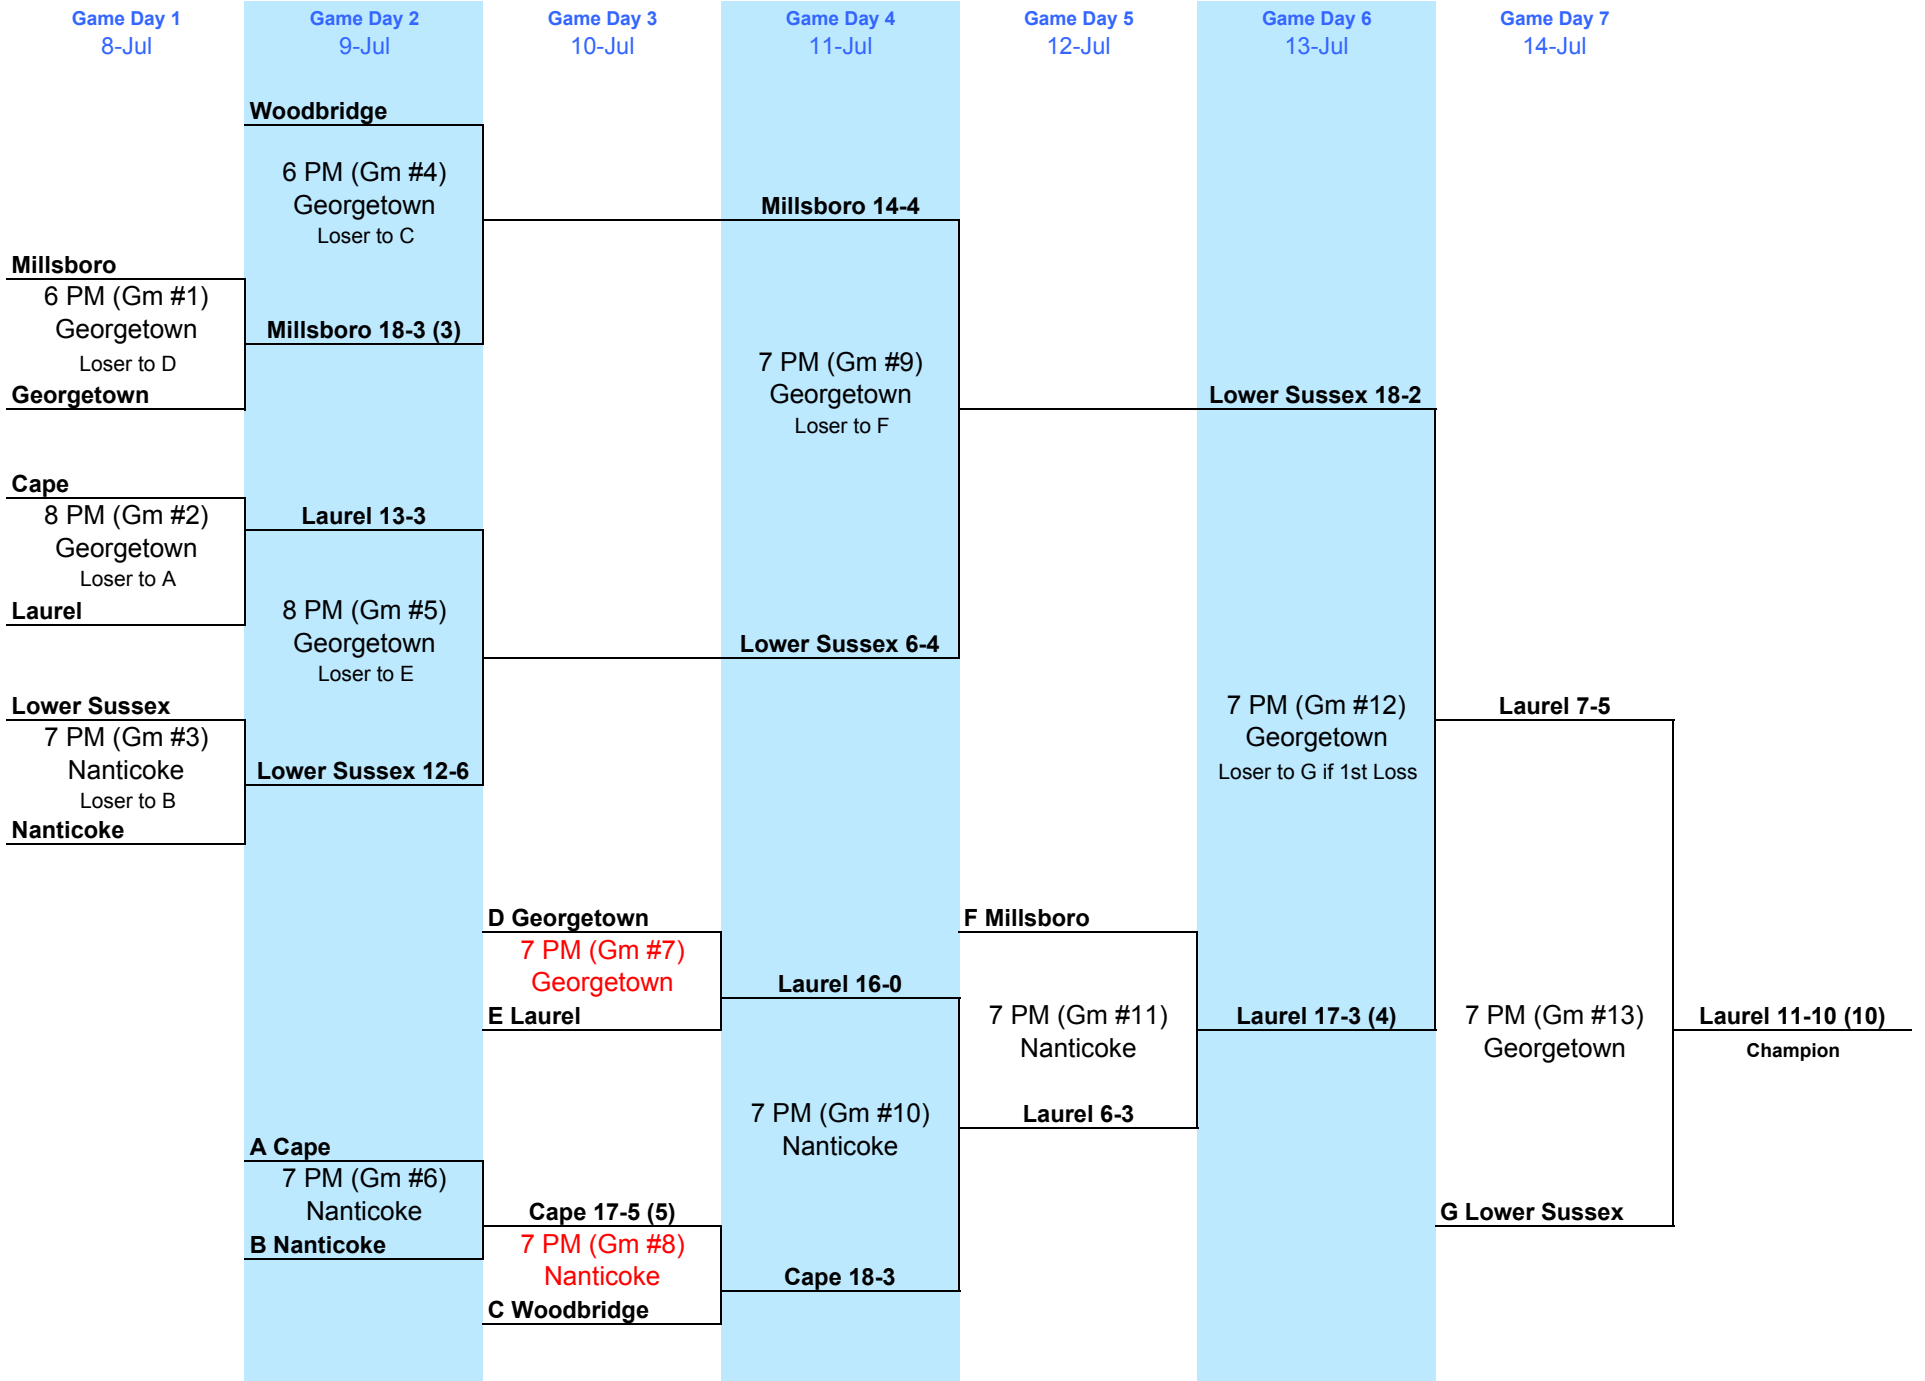 Game Day 1
8-Jul
Game Day 2
9-Jul
Game Day 3
10-Jul
Game Day 4
11-Jul
Game Day 5
12-Jul
Game Day 6
13-Jul
Game Day 7
14-Jul
Woodbridge
6 PM (Gm #4)
Georgetown
Loser to C
Millsboro 14-4
Millsboro
6 PM (Gm #1)
Georgetown
Loser to D
Georgetown
Millsboro 18-3 (3)
7 PM (Gm #9)
Georgetown
Loser to F
Lower Sussex 18-2
Cape
8 PM (Gm #2)
Georgetown
Loser to A
Laurel
Laurel 13-3
8 PM (Gm #5)
Georgetown
Loser to E
Lower Sussex 6-4
Lower Sussex
7 PM (Gm #3)
Nanticoke
Loser to B
Nanticoke
Lower Sussex 12-6
7 PM (Gm #12)
Georgetown
Loser to G if 1st Loss
Laurel 7-5
D Georgetown
7 PM (Gm #7)
Georgetown
E Laurel
Laurel 16-0
F Millsboro
7 PM (Gm #11)
Nanticoke
Laurel 6-3
Laurel 17-3 (4)
7 PM (Gm #13)
Georgetown
Laurel 11-10 (10)
Champion
7 PM (Gm #10)
Nanticoke
A Cape
7 PM (Gm #6)
Nanticoke
B Nanticoke
Cape 17-5 (5)
7 PM (Gm #8)
Nanticoke
C Woodbridge
Cape 18-3
G Lower Sussex